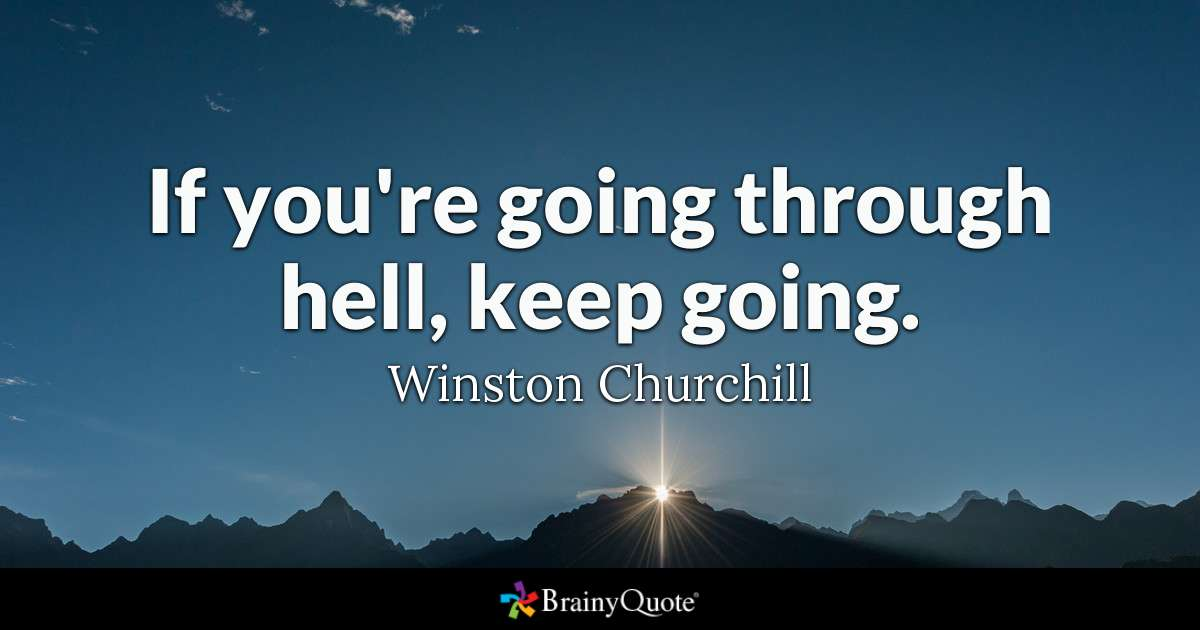 If you're going through
hell, keep going.
Winston Churchill
BrainyQuote®